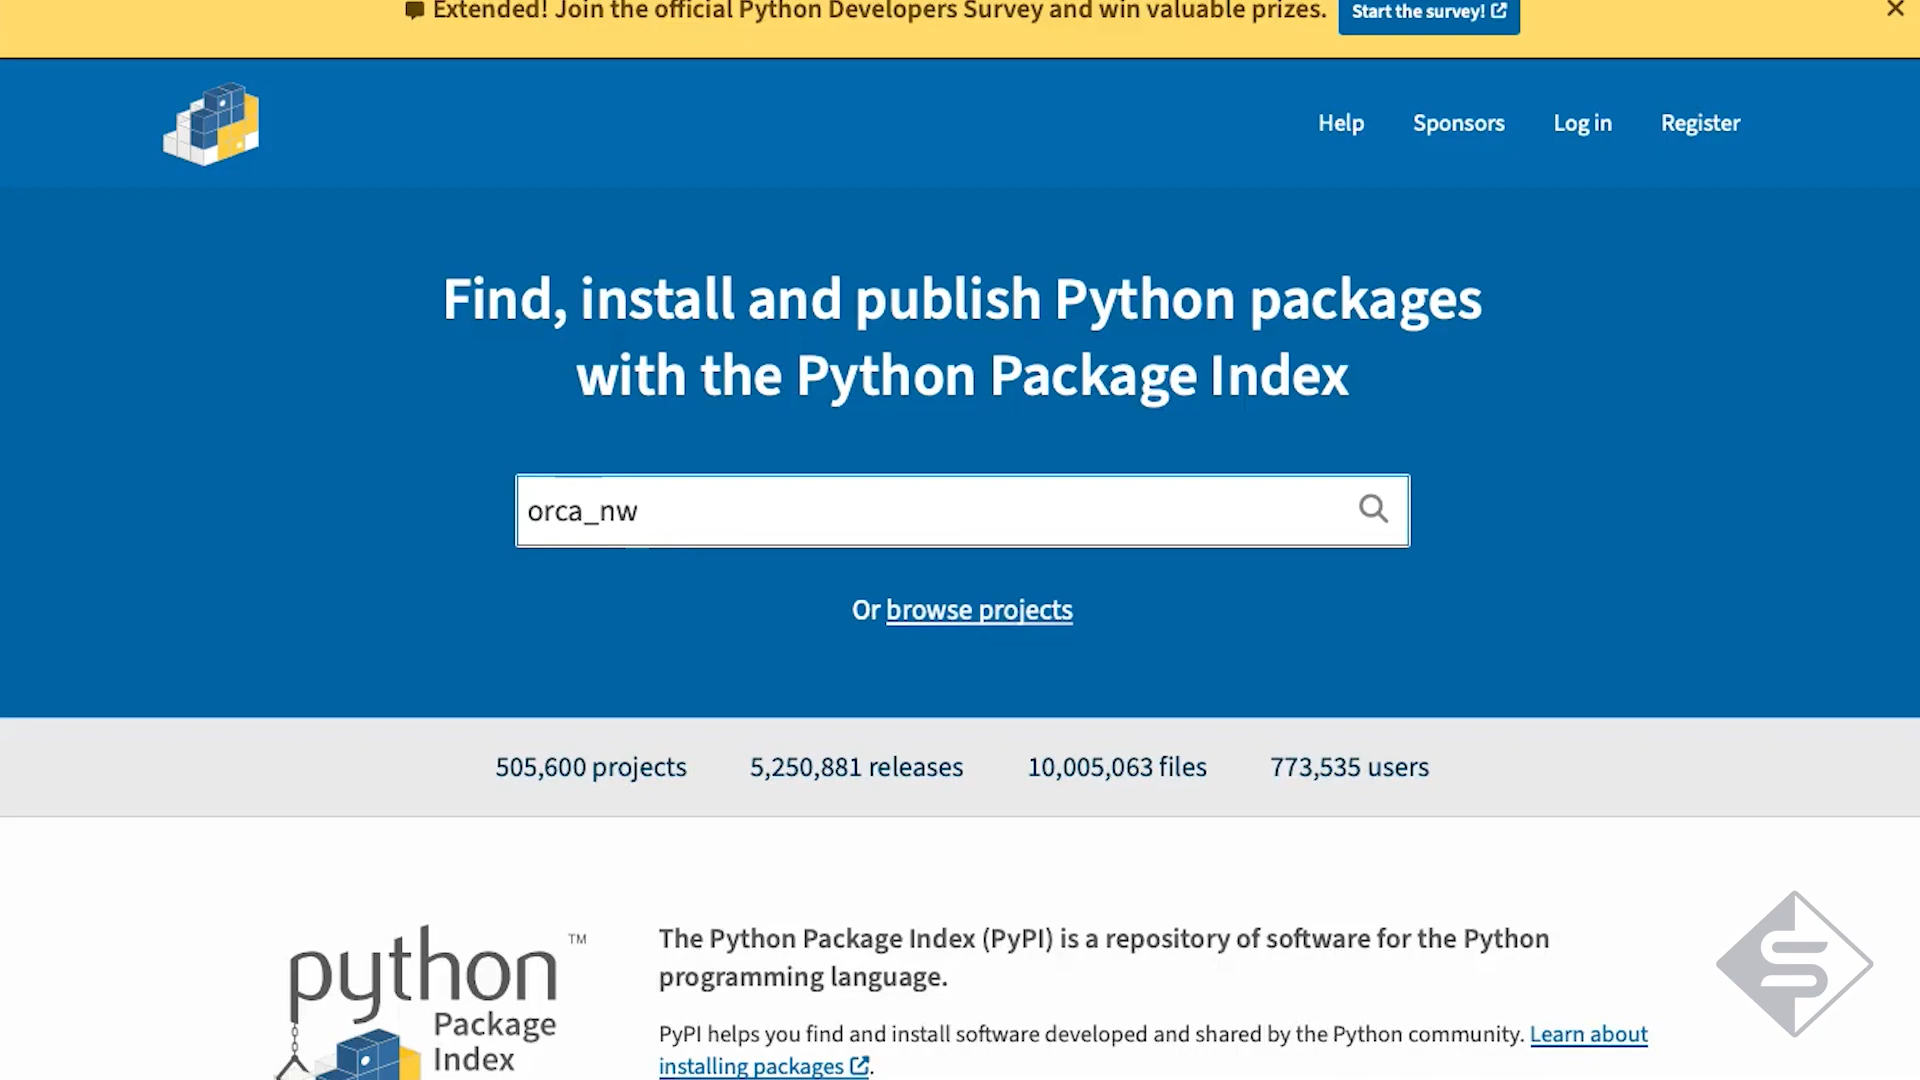 Extended! Join the official Python Developers Survey and win valuable prizes. Start the survey!
Help Sponsors Log in Register
Find, install and publish Python packages
with the Python Package Index
orca_nw
Or browse projects
505,600 projects 5,250,881 releases 10,005,063 files 773,535 users
python™
Package
Index
The Python Package Index (PyPI) is a repository of software for the Python
programming language.
PyPI helps you find and install software developed and shared by the Python community. Learn about
installing packages.